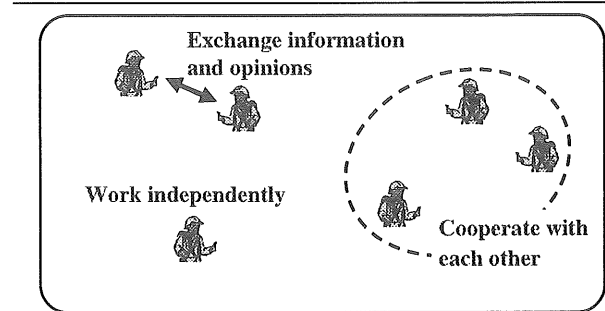 Exchange information
and opinions
Work independently
Cooperate with
each other